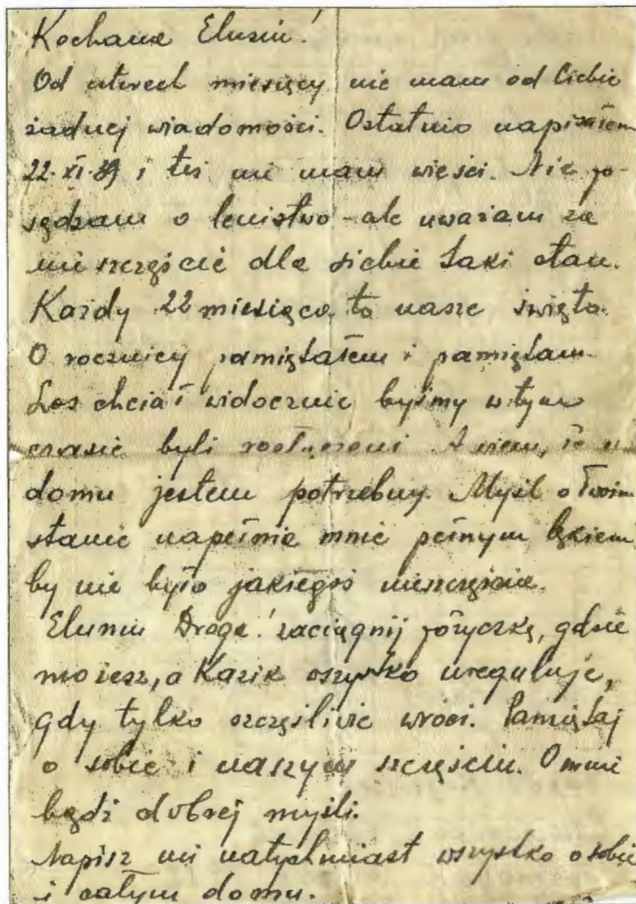 Kochana Elusiu!
Od czterech miesięcy nie mam od Ciebie
żadnej wiadomości. Ostatnio napisałem
22.XI.39 i też nie mam wieści. Nie po-
sądzam o lenistwo - ale uważam za
nieszczęście dla siebie taki stan.
Każdy 22 miesiąca to nasze święto.
O rocznicy pamiętałem i pamiętam.
Los chciał widocznie byśmy w tym
czasie byli rozłączeni. A wiem, że w
domu jestem potrzebny. Myśl o Twoim
stanie napełnia mnie pełnym lękiem
by nie było jakiegoś nieszczęścia.
Eluniu Droga! zaciągnij pożyczkę, gdzie
możesz, a Kazik wszystko ureguluje,
gdy tylko szczęśliwie wróci. Pamiętaj
o sobie i naszym szczęściu. O mnie
bądź dobrej myśli.
Napisz mi natychmiast wszystko o sobie
i całym domu.